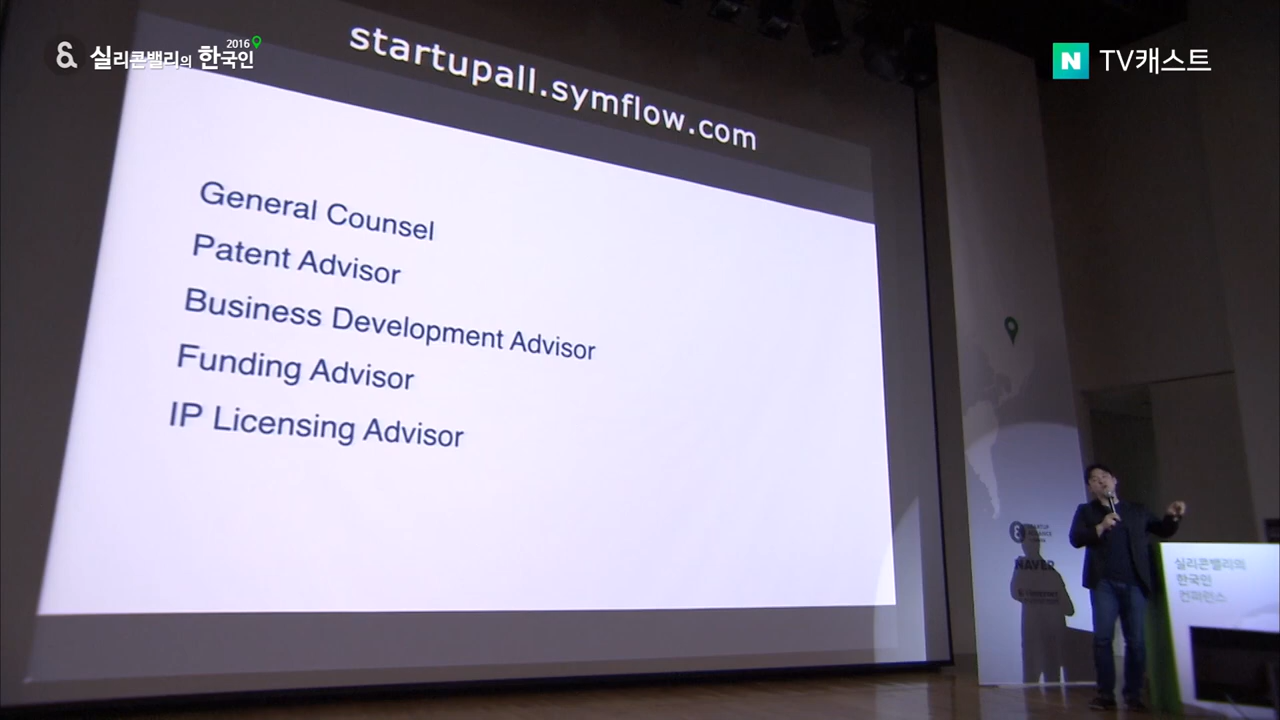 실리콘밸리의 한국인
2016
N TV캐스트
startupall.symflow.com
General Counsel
Patent Advisor
Business Development Advisor
Funding Advisor
IP Licensing Advisor
NAVER
실리콘밸리의
한국인
컨퍼런스